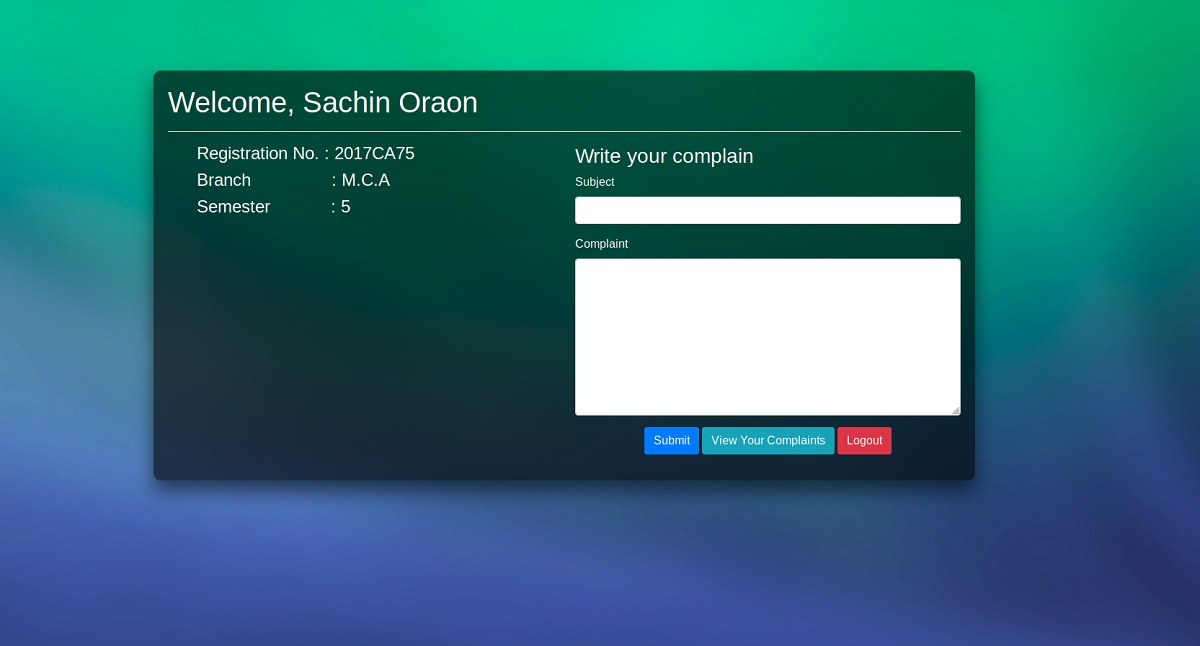 Welcome, Sachin Oraon
Registration No. : 2017CA75
Branch : M.C.A
Semester : 5
Write your complain
Subject
Complaint
Submit View Your Complaints Logout